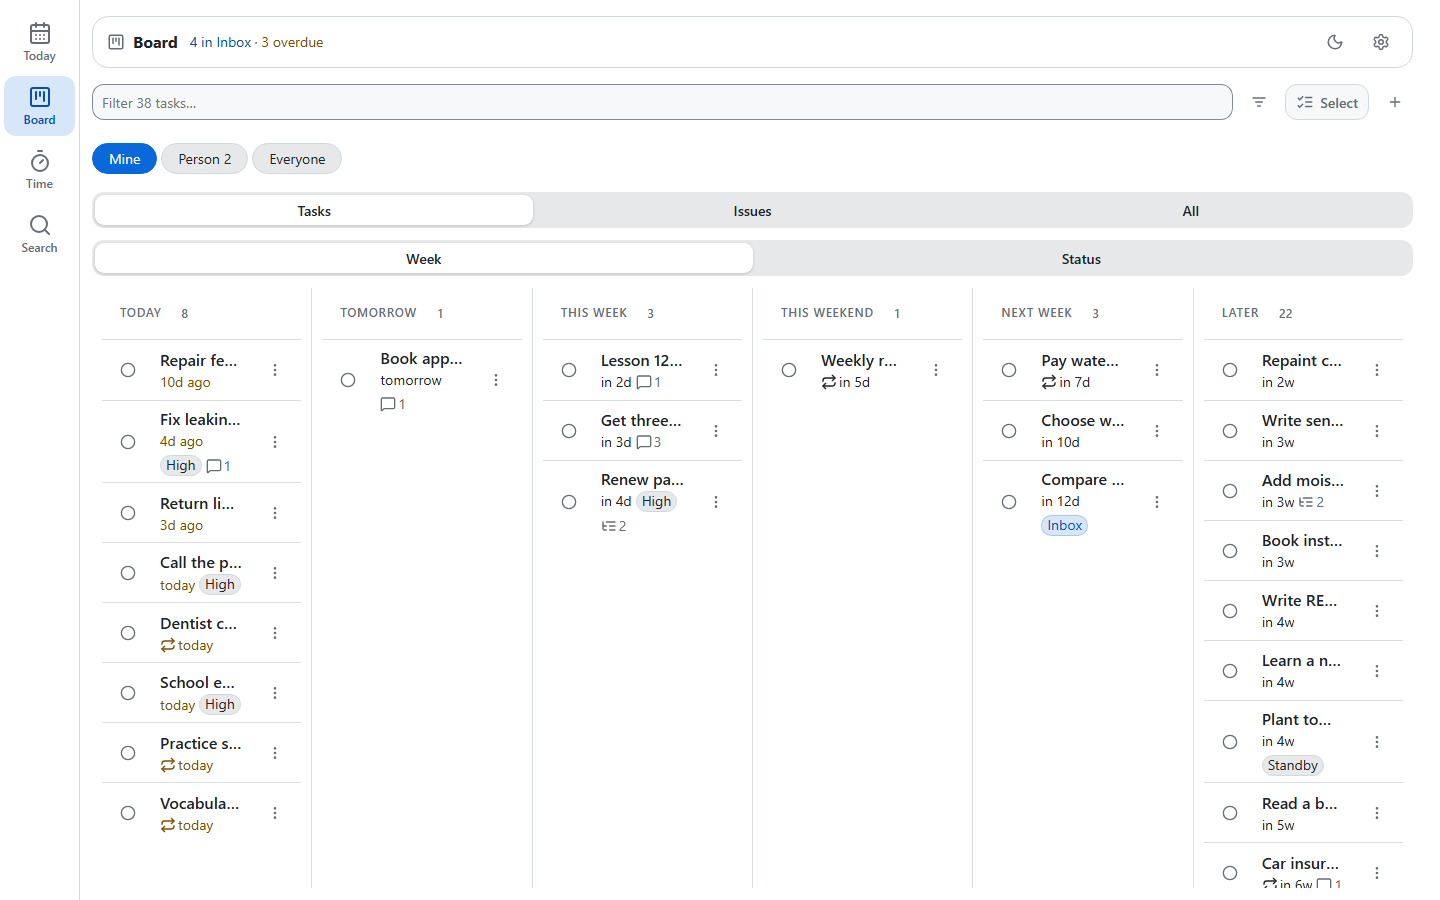 Today
Board
Time
Search
Board
4 in Inbox · 3 overdue
Filter 38 tasks...
Select
Mine
Person 2
Everyone
Tasks
Issues
All
Week
Status
TODAY 8
Repair fe...
10d ago
Fix leakin...
4d ago
High 1
Return li...
3d ago
Call the p...
today High
Dentist c...
today
School e...
today High
Practice s...
today
Vocabula...
today
TOMORROW 1
Book app...
tomorrow
1
THIS WEEK 3
Lesson 12...
in 2d 1
Get three...
in 3d 3
Renew pa...
in 4d High
2
THIS WEEKEND 1
Weekly r...
in 5d
NEXT WEEK 3
Pay wate...
in 7d
Choose w...
in 10d
Compare ...
in 12d
Inbox
LATER 22
Repaint c...
in 2w
Write sen...
in 3w
Add mois...
in 3w 2
Book inst...
in 3w
Write RE...
in 4w
Learn a n...
in 4w
Plant to...
in 4w
Standby
Read a b...
in 5w
Car insur...
in 6w 1